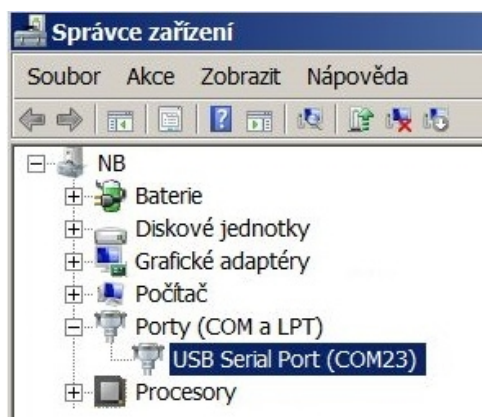 Správce zařízení
Soubor Akce Zobrazit Nápověda
NB
Baterie
Diskové jednotky
Grafické adaptéry
Počítač
Porty (COM a LPT)
USB Serial Port (COM23)
Procesory